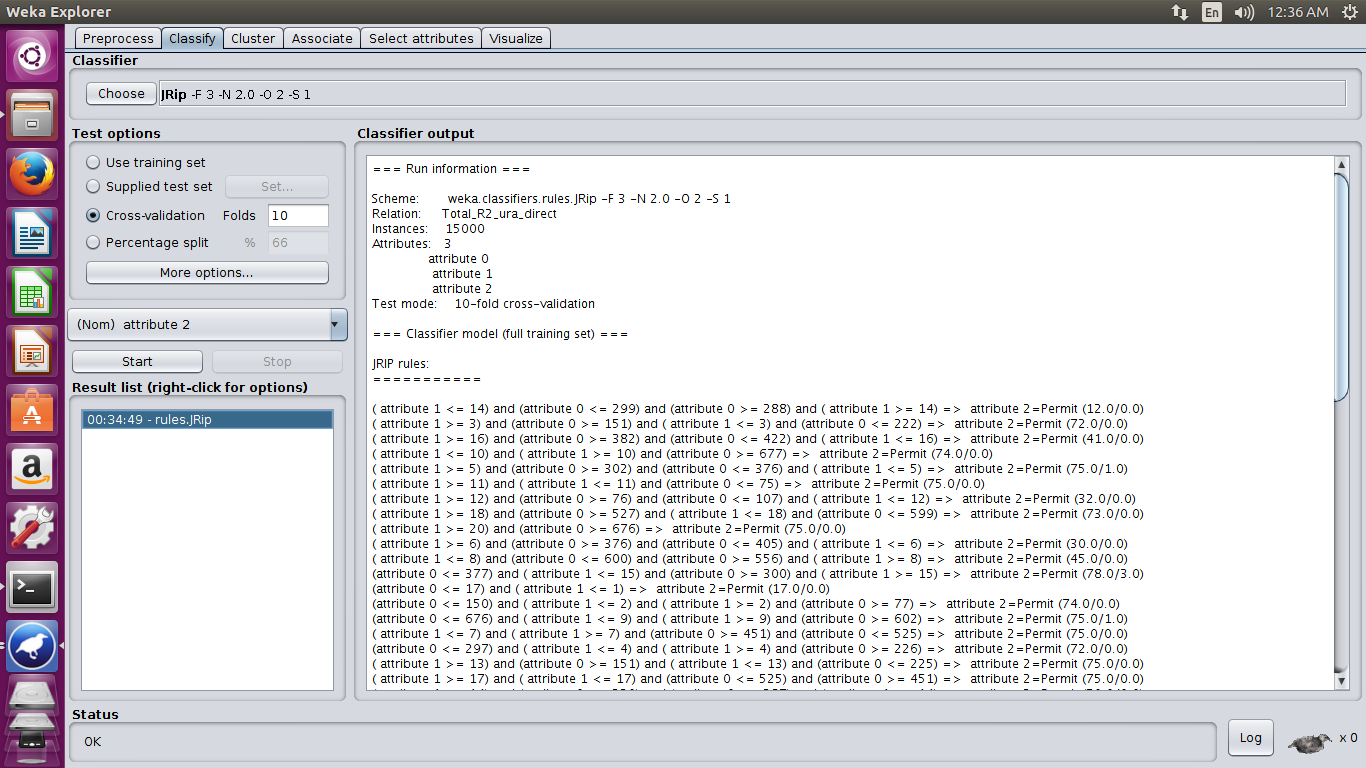 Weka Explorer
En
12:36 AM
Preprocess
Classify
Cluster
Associate
Select attributes
Visualize
Classifier
Choose
JRip -F 3 -N 2.0 -O 2 -S 1
Test options
Use training set
Supplied test set
Set...
Cross-validation Folds 10
Percentage split % 66
More options...
(Nom) attribute 2
Start
Stop
Result list (right-click for options)
00:34:49 - rules.JRip
Classifier output
=== Run information ===
Scheme: weka.classifiers.rules.JRip -F 3 -N 2.0 -O 2 -S 1
Relation: Total_R2_ura_direct
Instances: 15000
Attributes: 3
attribute 0
attribute 1
attribute 2
Test mode: 10-fold cross-validation
=== Classifier model (full training set) ===
JRIP rules:
===========
( attribute 1 <= 14) and (attribute 0 <= 299) and (attribute 0 >= 288) and ( attribute 1 >= 14) => attribute 2=Permit (12.0/0.0)
( attribute 1 >= 3) and (attribute 0 >= 151) and ( attribute 1 <= 3) and (attribute 0 <= 222) => attribute 2=Permit (72.0/0.0)
( attribute 1 >= 16) and (attribute 0 >= 382) and (attribute 0 <= 422) and ( attribute 1 <= 16) => attribute 2=Permit (41.0/0.0)
( attribute 1 <= 10) and ( attribute 1 >= 10) and (attribute 0 >= 677) => attribute 2=Permit (74.0/0.0)
( attribute 1 >= 5) and (attribute 0 >= 302) and (attribute 0 <= 376) and ( attribute 1 <= 5) => attribute 2=Permit (75.0/1.0)
( attribute 1 >= 11) and ( attribute 1 <= 11) and (attribute 0 <= 75) => attribute 2=Permit (75.0/0.0)
( attribute 1 >= 12) and (attribute 0 >= 76) and (attribute 0 <= 107) and ( attribute 1 <= 12) => attribute 2=Permit (32.0/0.0)
( attribute 1 >= 18) and (attribute 0 >= 527) and ( attribute 1 <= 18) and (attribute 0 <= 599) => attribute 2=Permit (73.0/0.0)
( attribute 1 >= 20) and (attribute 0 >= 676) => attribute 2=Permit (75.0/0.0)
( attribute 1 >= 6) and (attribute 0 >= 376) and (attribute 0 <= 405) and ( attribute 1 <= 6) => attribute 2=Permit (30.0/0.0)
( attribute 1 <= 8) and (attribute 0 <= 600) and (attribute 0 >= 556) and ( attribute 1 >= 8) => attribute 2=Permit (45.0/0.0)
(attribute 0 <= 377) and ( attribute 1 <= 15) and (attribute 0 >= 300) and ( attribute 1 >= 15) => attribute 2=Permit (78.0/3.0)
(attribute 0 <= 17) and ( attribute 1 <= 1) => attribute 2=Permit (17.0/0.0)
(attribute 0 <= 150) and ( attribute 1 <= 2) and ( attribute 1 >= 2) and (attribute 0 >= 77) => attribute 2=Permit (74.0/0.0)
(attribute 0 <= 676) and ( attribute 1 <= 9) and ( attribute 1 >= 9) and (attribute 0 >= 602) => attribute 2=Permit (75.0/1.0)
( attribute 1 <= 7) and ( attribute 1 >= 7) and (attribute 0 >= 451) and (attribute 0 <= 525) => attribute 2=Permit (75.0/0.0)
(attribute 0 <= 297) and ( attribute 1 <= 4) and ( attribute 1 >= 4) and (attribute 0 >= 226) => attribute 2=Permit (72.0/0.0)
( attribute 1 >= 13) and (attribute 0 >= 151) and ( attribute 1 <= 13) and (attribute 0 <= 225) => attribute 2=Permit (75.0/0.0)
( attribute 1 >= 17) and ( attribute 1 <= 17) and (attribute 0 <= 525) and (attribute 0 >= 451) => attribute 2=Permit (75.0/0.0)
Status
OK
Log
x 0